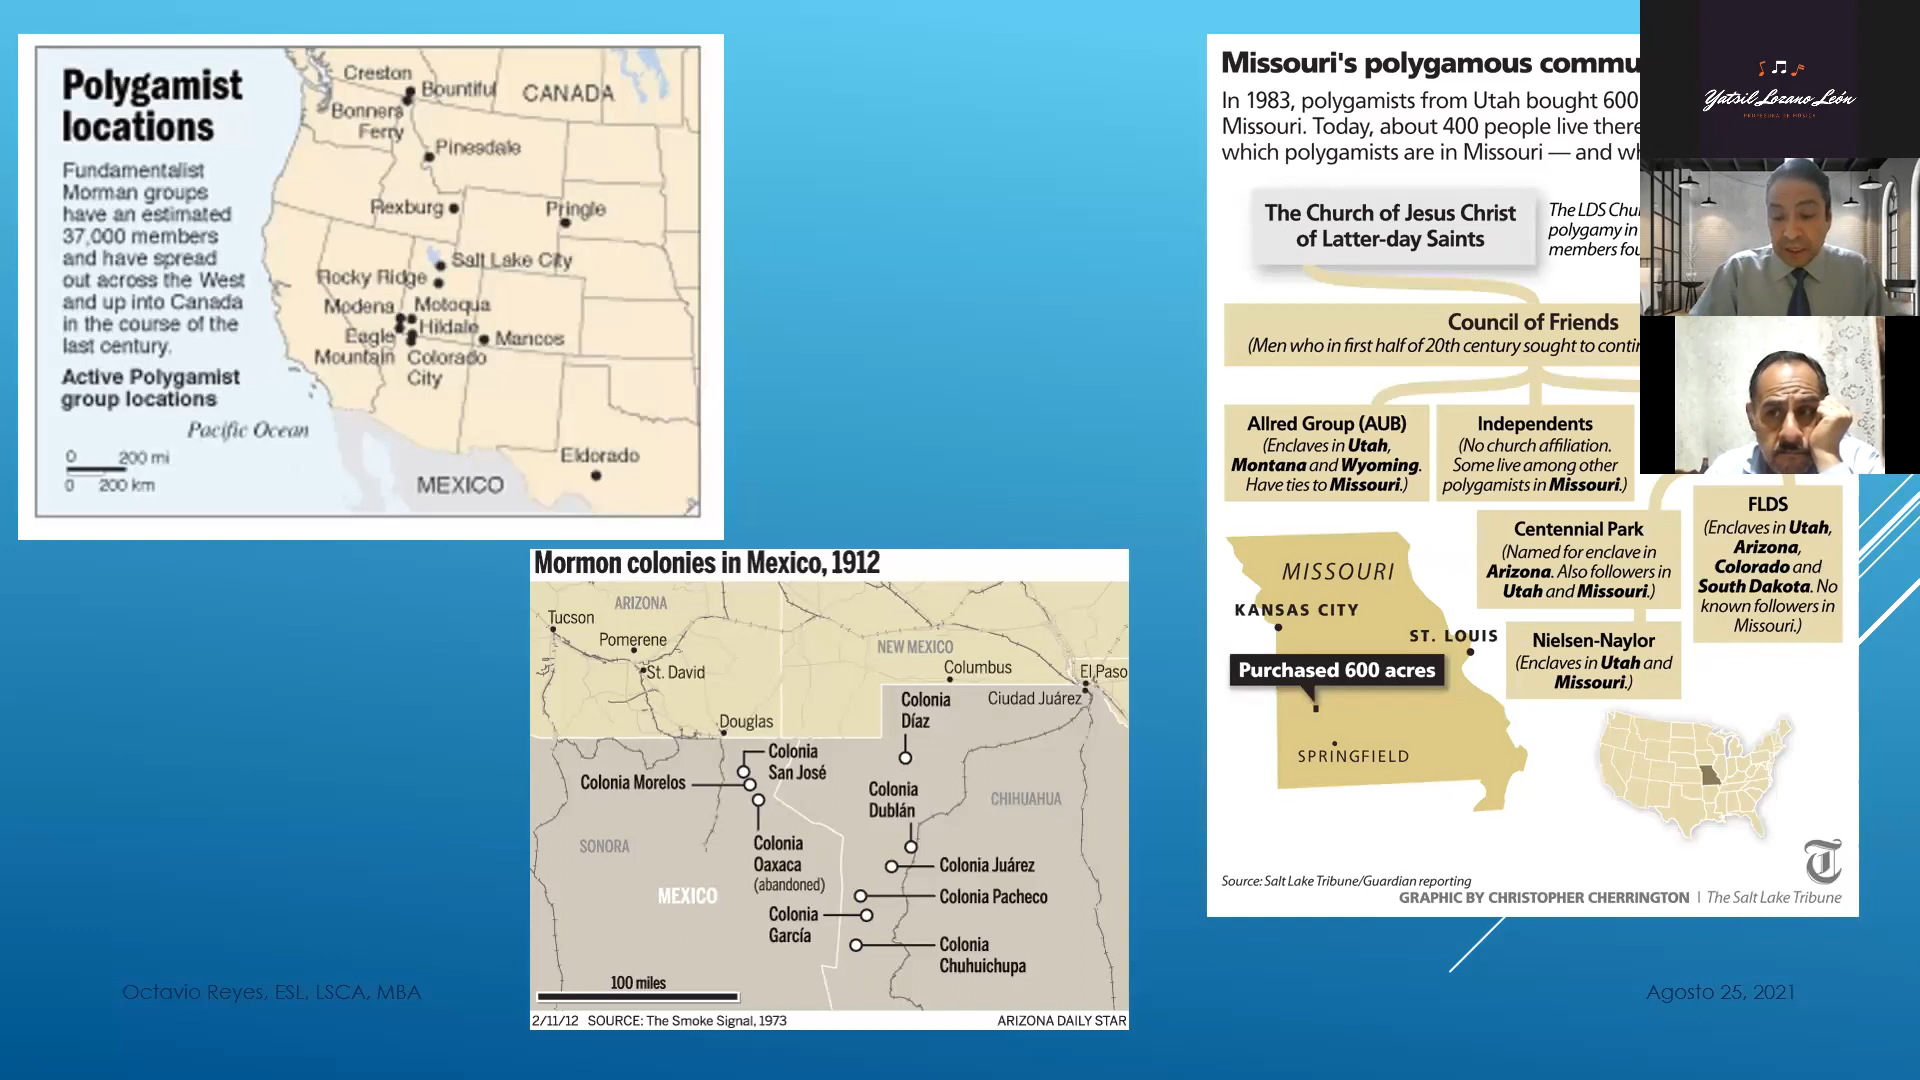 Polygamist
locations
Fundamentalist
Morman groups
have an estimated
37,000 members
and have spread
out across the West
and up into Canada
in the course of the
last century.
Active Polygamist
group locations
Pacific Ocean
0 200 mi
0 200 km
Creston
Bountiful
CANADA
Bonners
Ferry
Pinesdale
Rexburg
Pringle
Salt Lake City
Rocky Ridge
Modena
Motoqua
Eagle
Mountain
Hildale
Mancos
Colorado
City
Eldorado
MEXICO
Mormon colonies in Mexico, 1912
ARIZONA
Tucson
Pomerene
St. David
NEW MEXICO
Columbus
El Paso
Ciudad Juárez
Douglas
Colonia
Díaz
Colonia
San José
Colonia Morelos
Colonia
Dublán
CHIHUAHUA
SONORA
Colonia
Oaxaca
(abandoned)
Colonia Juárez
MEXICO
Colonia Pacheco
Colonia
García
Colonia
Chuhuichupa
100 miles
2/11/12 SOURCE: The Smoke Signal, 1973
ARIZONA DAILY STAR
Missouri's polygamous commu
In 1983, polygamists from Utah bought 600
Missouri. Today, about 400 people live there
which polygamists are in Missouri — and wh
The Church of Jesus Christ
of Latter-day Saints
The LDS Chu
polygamy in
members fou
Council of Friends
(Men who in first half of 20th century sought to contin
Allred Group (AUB)
(Enclaves in Utah,
Montana and Wyoming.
Have ties to Missouri.)
Independents
(No church affiliation.
Some live among other
polygamists in Missouri.)
Centennial Park
(Named for enclave in
Arizona. Also followers in
Utah and Missouri.)
FLDS
(Enclaves in Utah,
Arizona,
Colorado and
South Dakota. No
known followers in
Missouri.)
Nielsen-Naylor
(Enclaves in Utah and
Missouri.)
MISSOURI
KANSAS CITY
ST. LOUIS
Purchased 600 acres
SPRINGFIELD
Source: Salt Lake Tribune/Guardian reporting
T
GRAPHIC BY CHRISTOPHER CHERRINGTON | The Salt Lake Tribune
Yatsil Lozano León
PROFESORA DE MÚSICA
Octavio Reyes, ESL, LSCA, MBA
Agosto 25, 2021